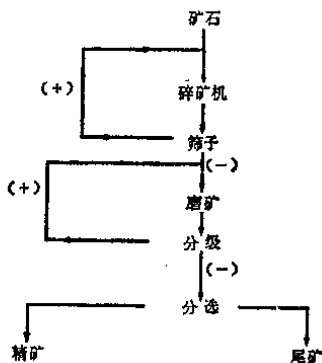 矿石
(+)
碎矿机
筛子
(-)
(+)
磨矿
分级
(-)
分选
精矿
尾矿